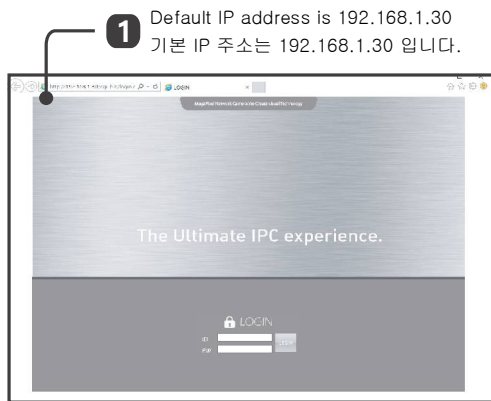 1 Default IP address is 192.168.1.30
기본 IP 주소는 192.168.1.30 입니다.
LOGIN
The Ultimate IPC experience.
LOGIN
ID
PW